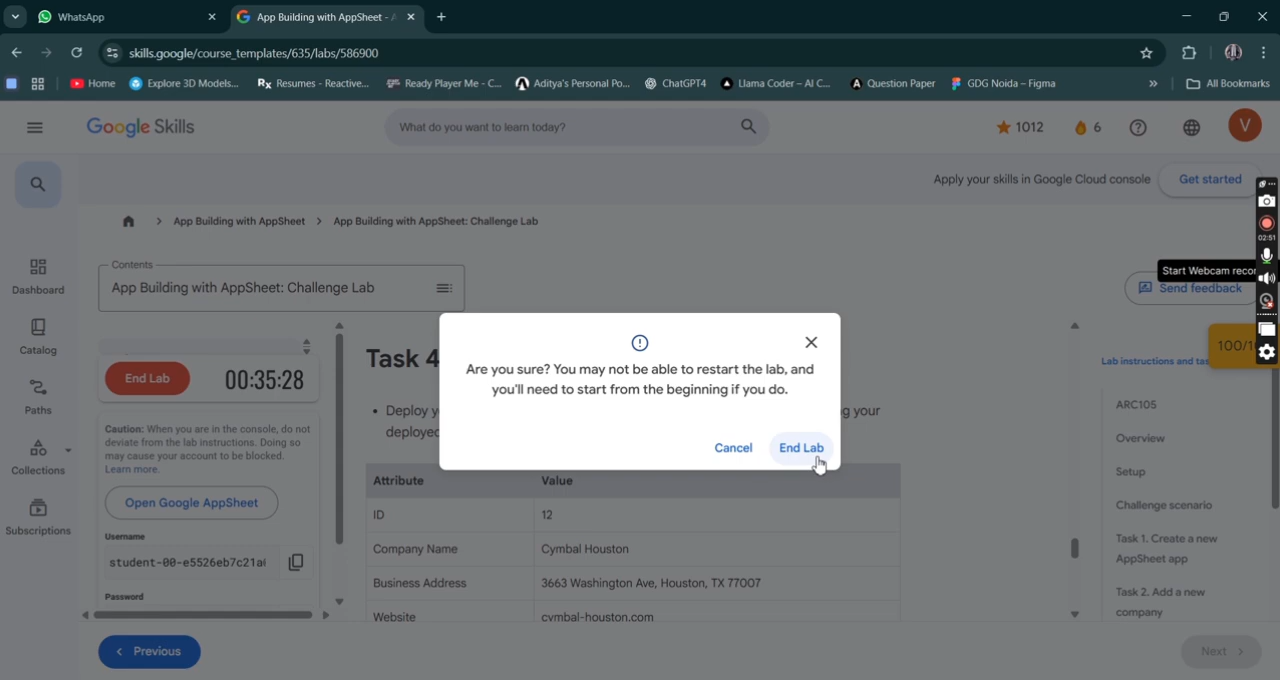 WhatsApp
App Building with AppSheet - A
skills.google/course_templates/635/labs/586900
Home
Explore 3D Models...
Rx Resumes - Reactive...
Ready Player Me - C...
Aditya's Personal Po...
ChatGPT4
Llama Coder – AI C...
Question Paper
GDG Noida – Figma
All Bookmarks
Google Skills
What do you want to learn today?
1012
6
V
Apply your skills in Google Cloud console
Get started
App Building with AppSheet
App Building with AppSheet: Challenge Lab
02:51
Start Webcam recor
Send feedback
Contents
App Building with AppSheet: Challenge Lab
Dashboard
Catalog
Paths
Collections
Subscriptions
End Lab
00:35:28
Caution: When you are in the console, do not
deviate from the lab instructions. Doing so
may cause your account to be blocked.
Learn more.
Open Google AppSheet
Username
student-00-e5526eb7c21a
Password
Task 4
Deploy y
deployed
g your
Are you sure? You may not be able to restart the lab, and
you'll need to start from the beginning if you do.
Cancel
End Lab
Attribute
Value
ID
12
Company Name
Cymbal Houston
Business Address
3663 Washington Ave, Houston, TX 77007
Website
cymbal-houston.com
100/1
Lab instructions and tas
ARC105
Overview
Setup
Challenge scenario
Task 1. Create a new
AppSheet app
Task 2. Add a new
company
Previous
Next